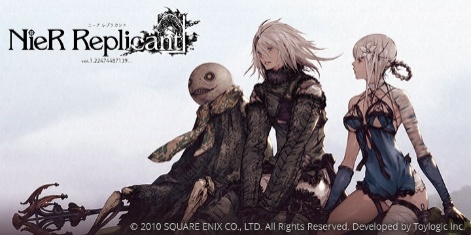 ニーア レプリカント
NieR Replicant
ver.1.22474487139...
© 2010 SQUARE ENIX CO., LTD. All Rights Reserved. Developed by Toylogic Inc.